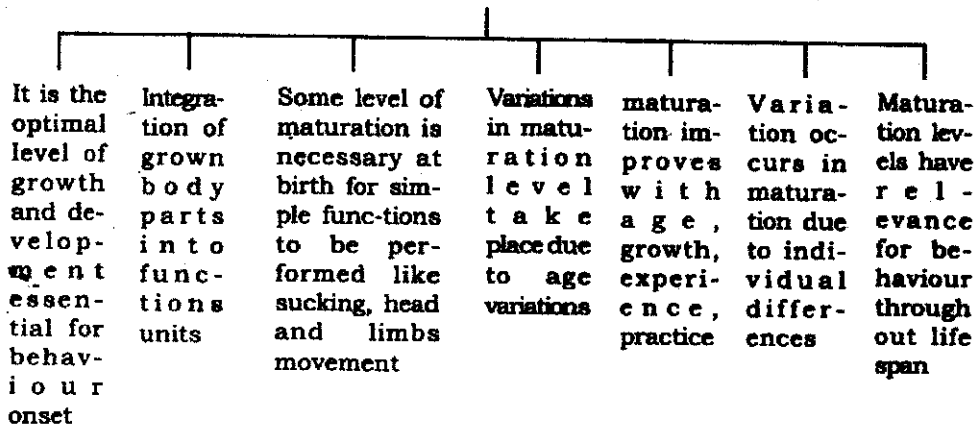 It is the
optimal
level of
growth
and de-
velop-
ment
essen-
tial for
behav-
iour
onset
Integra-
tion of
grown
body
parts
into
func-
tions
units
Some level of
maturation is
necessary at
birth for sim-
ple func-tions
to be per-
formed like
sucking, head
and limbs
movement
Variations
in matu-
ration
level
take
place due
to age
variations
matura-
tion im-
proves
with
age,
growth,
experi-
ence,
practice
Varia-
tion oc-
curs in
matura-
tion due
to indi-
vidual
differ-
ences
Matura-
tion lev-
els have
rel-
evance
for be-
haviour
through
out life
span